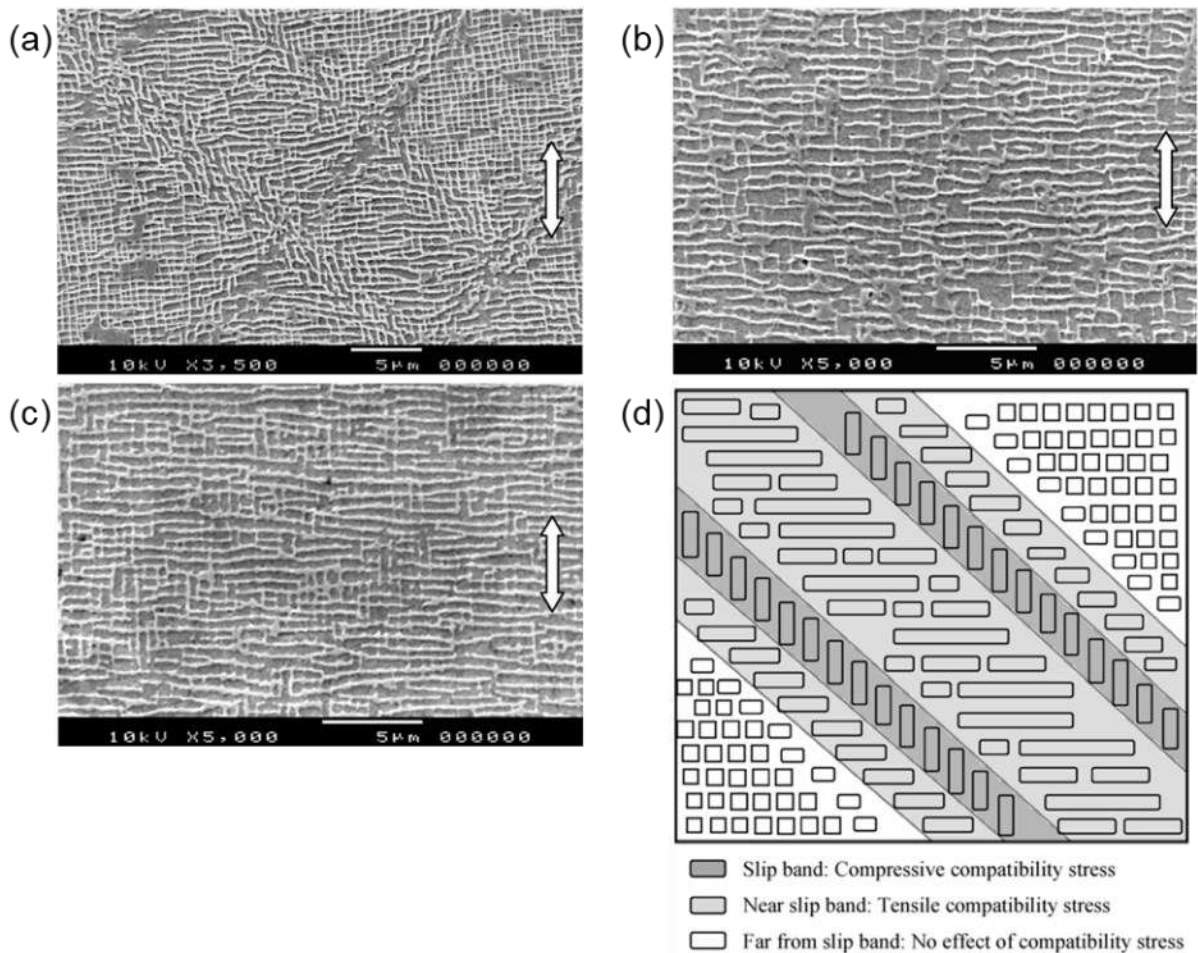 (a)
(b)
10kV X3,500 5μm 000000
10kV X5,000 5μm 000000
(c)
(d)
10kV X5,000 5μm 000000
Slip band: Compressive compatibility stress
Near slip band: Tensile compatibility stress
Far from slip band: No effect of compatibility stress